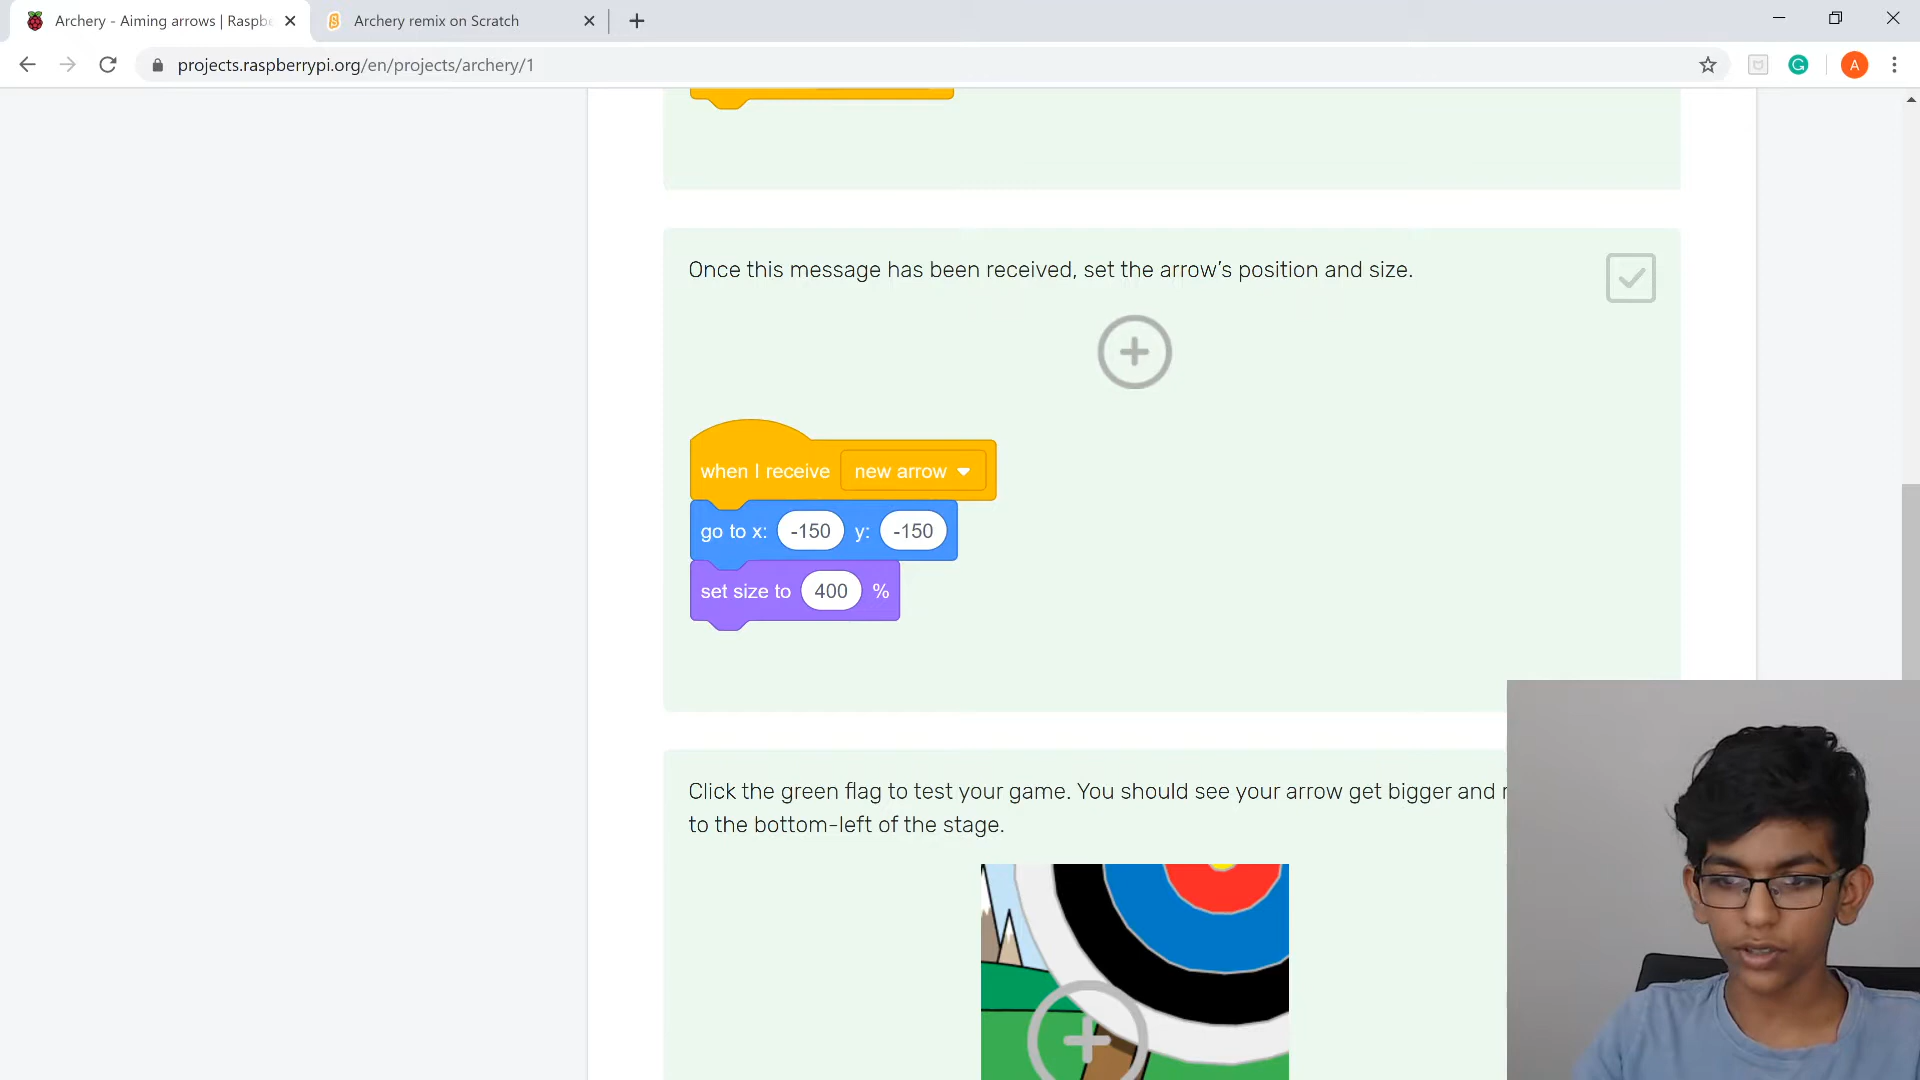 Archery - Aiming arrows | Raspbe
Archery remix on Scratch
projects.raspberrypi.org/en/projects/archery/1
A
Once this message has been received, set the arrow’s position and size.
when I receive new arrow
go to x: -150 y: -150
set size to 400 %
Click the green flag to test your game. You should see your arrow get bigger and
to the bottom-left of the stage.